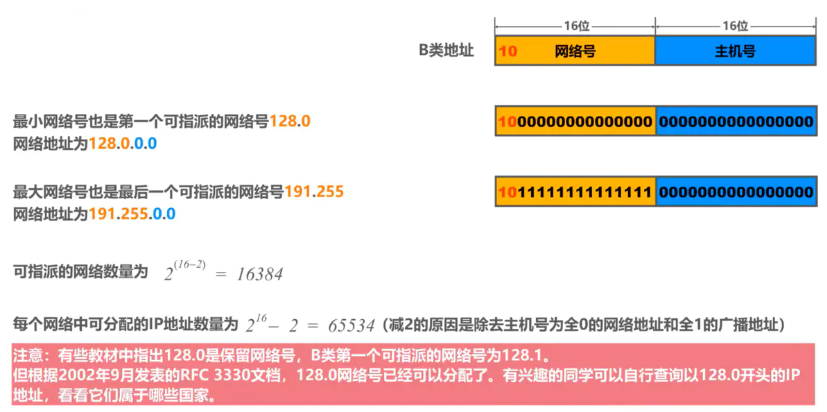 16位 16位
B类地址 10 网络号 主机号
最小网络号也是第一个可指派的网络号128.0
网络地址为128.0.0.0
1000000000000000 0000000000000000
最大网络号也是最后一个可指派的网络号191.255
网络地址为191.255.0.0
1011111111111111 0000000000000000
可指派的网络数量为 2^(16-2) = 16384
每个网络中可分配的IP地址数量为 2^16 - 2 = 65534（减2的原因是除去主机号为全0的网络地址和全1的广播地址）
注意：有些教材中指出128.0是保留网络号，B类第一个可指派的网络号为128.1。
但根据2002年9月发表的RFC 3330文档，128.0网络号已经可以分配了。有兴趣的同学可以自行查询以128.0开头的IP
地址，看看它们属于哪些国家。